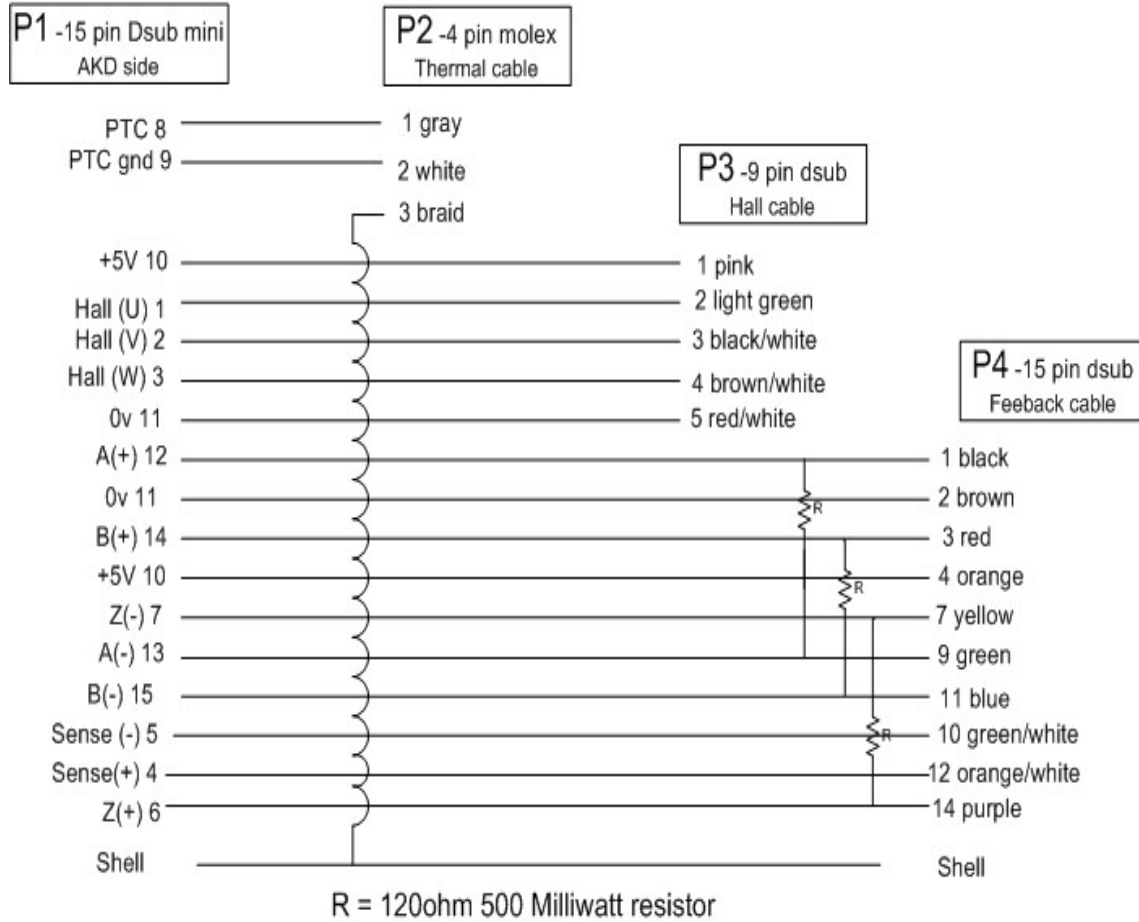 P1 -15 pin Dsub mini
AKD side
P2 -4 pin molex
Thermal cable
PTC 8
1 gray
PTC gnd 9
2 white
3 braid
P3 -9 pin dsub
Hall cable
+5V 10
1 pink
Hall (U) 1
2 light green
Hall (V) 2
3 black/white
Hall (W) 3
4 brown/white
0v 11
5 red/white
P4 -15 pin dsub
Feeback cable
A(+) 12
1 black
0v 11
2 brown
R
B(+) 14
3 red
+5V 10
4 orange
R
Z(-) 7
7 yellow
A(-) 13
9 green
B(-) 15
11 blue
Sense (-) 5
R
10 green/white
Sense(+) 4
12 orange/white
Z(+) 6
14 purple
Shell
Shell
R = 120ohm 500 Milliwatt resistor